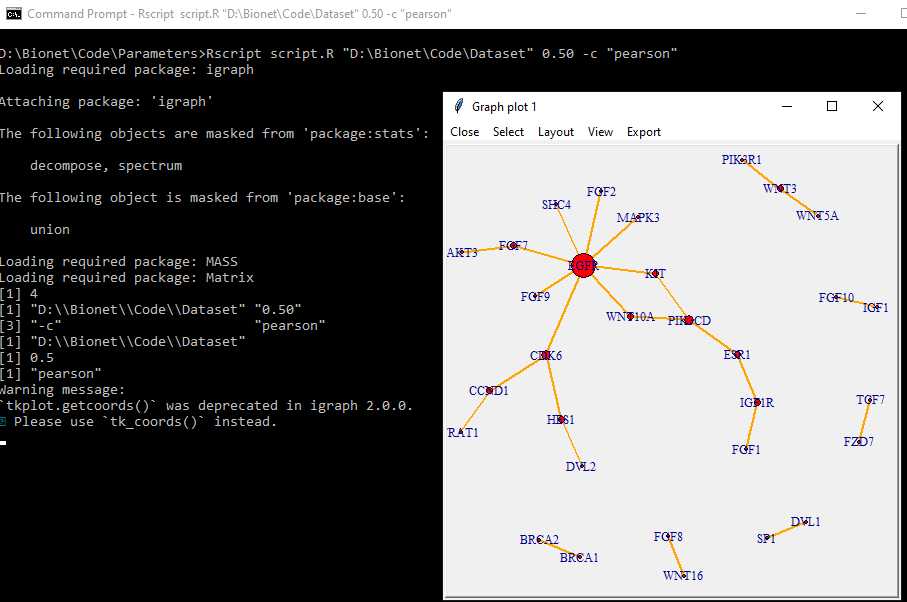 Command Prompt - Rscript script.R "D:\Bionet\Code\Dataset" 0.50 -c "pearson"
D:\Bionet\Code\Parameters>Rscript script.R "D:\Bionet\Code\Dataset" 0.50 -c "pearson"
Loading required package: igraph
Attaching package: 'igraph'
The following objects are masked from 'package:stats':
decompose, spectrum
The following object is masked from 'package:base':
union
Loading required package: MASS
Loading required package: Matrix
[1] 4
[1] "D:\\Bionet\\Code\\Dataset" "0.50"
[3] "-c" "pearson"
[1] "D:\\Bionet\\Code\\Dataset"
[1] 0.5
[1] "pearson"
Warning message:
`tkplot.getcoords()` was deprecated in igraph 2.0.0.
Please use `tk_coords()` instead.
Graph plot 1
Close Select Layout View Export
PIK3R1
WNT3
WNT5A
FGF2
SHC4
MAPK3
AKT3
FGF7
EGFR
KIT
FGF9
FGF10
IGF1
WNT10A
PIK3CD
CDK6
ESR1
CCND1
IGF1R
TCF7
HES1
FRAT1
FZD7
FGF1
DVL2
DVL1
SP1
BRCA2
BRCA1
FGF8
WNT16